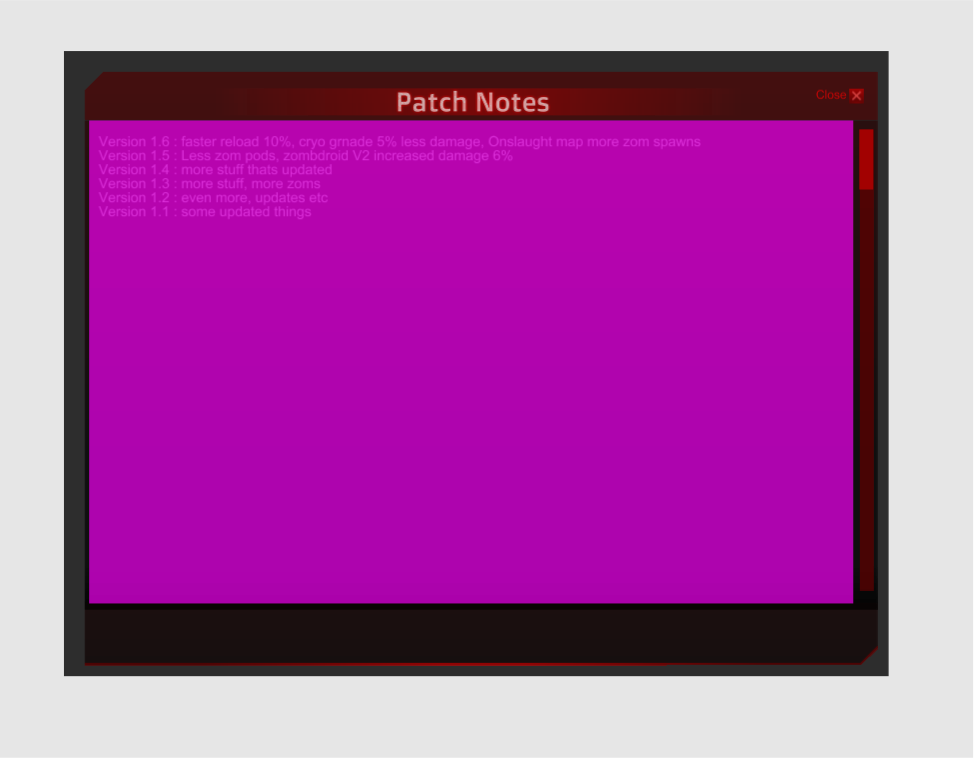 Patch Notes
Close
Version 1.6 : faster reload 10%, cryo grnade 5% less damage, Onslaught map more zom spawns
Version 1.5 : Less zom pods, zombdroid V2 increased damage 6%
Version 1.4 : more stuff thats updated
Version 1.3 : more stuff, more zoms
Version 1.2 : even more, updates etc
Version 1.1 : some updated things